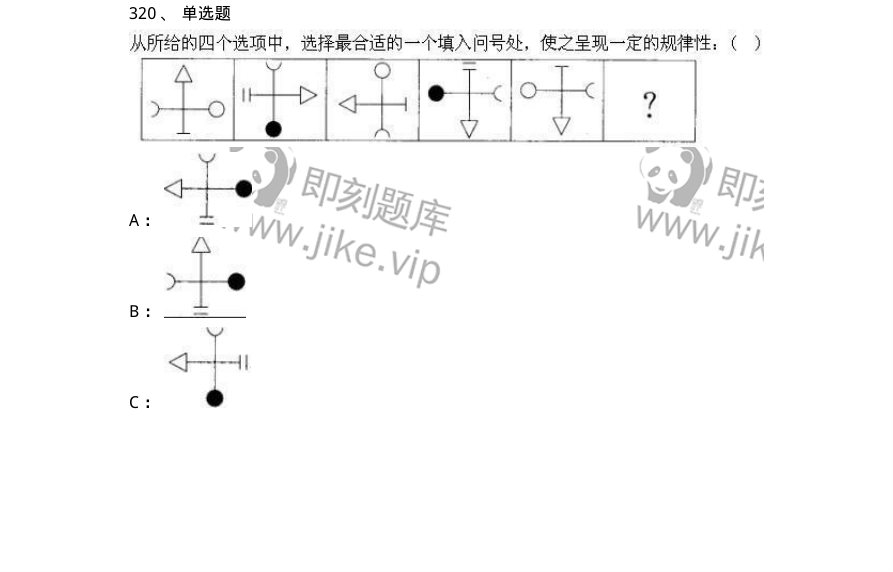 320 、 单选题
从所给的四个选项中，选择最合适的一个填入问号处，使之呈现一定的规律性：（ ）
?
即刻题库
www.jike.vip
即刻
www.jik
A：
B：
C：